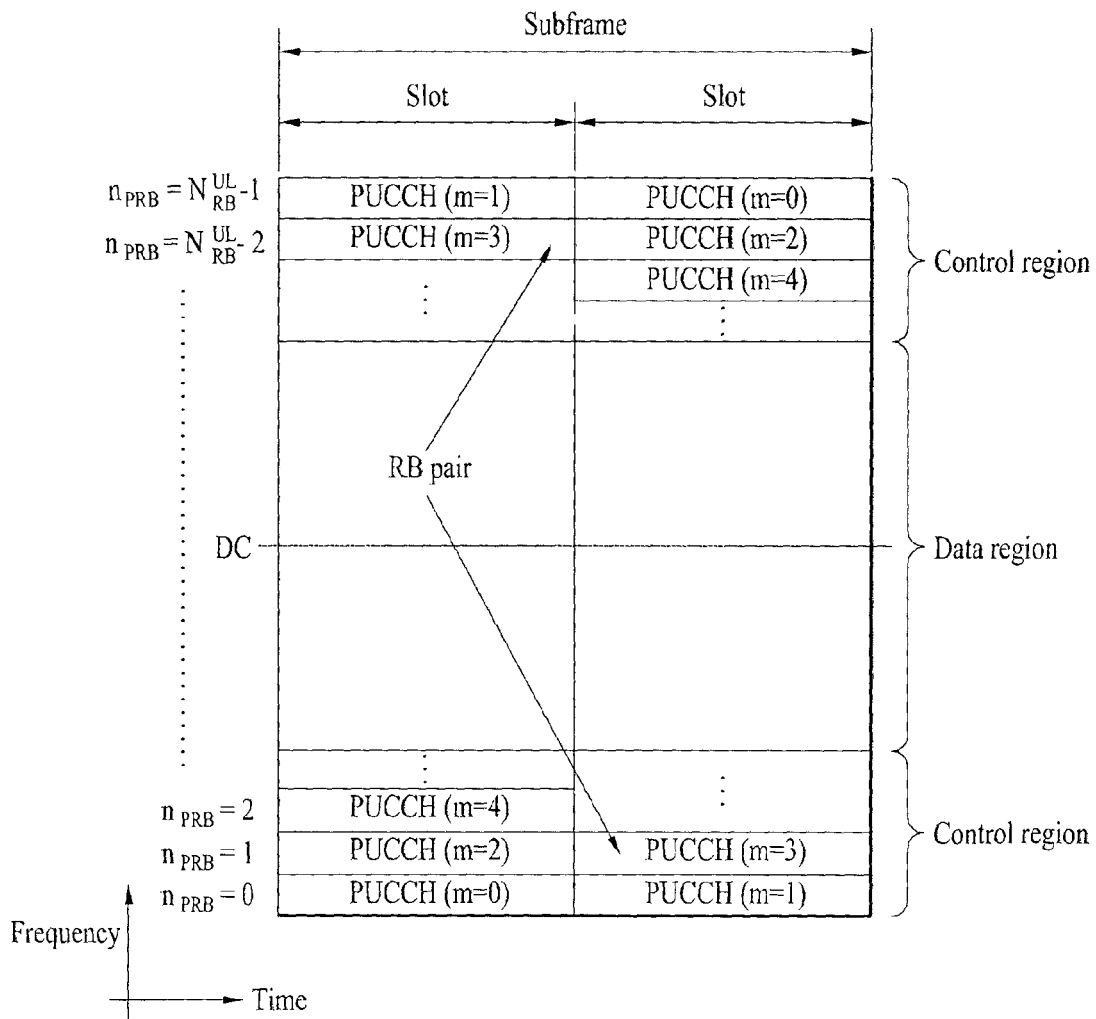 Subframe
Slot Slot
n PRB = N UL RB -1 PUCCH (m=1) PUCCH (m=0)
n PRB = N UL RB - 2 PUCCH (m=3) PUCCH (m=2)
PUCCH (m=4)
Control region
RB pair
DC
Data region
n PRB = 2 PUCCH (m=4)
Control region
n PRB = 1 PUCCH (m=2) PUCCH (m=3)
n PRB = 0 PUCCH (m=0) PUCCH (m=1)
Frequency
Time